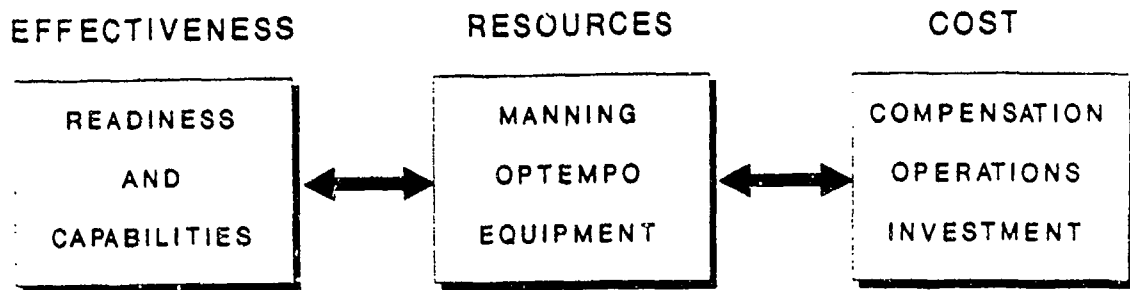 EFFECTIVENESS
READINESS
AND
CAPABILITIES
RESOURCES
MANNING
OPTEMPO
EQUIPMENT
COST
COMPENSATION
OPERATIONS
INVESTMENT